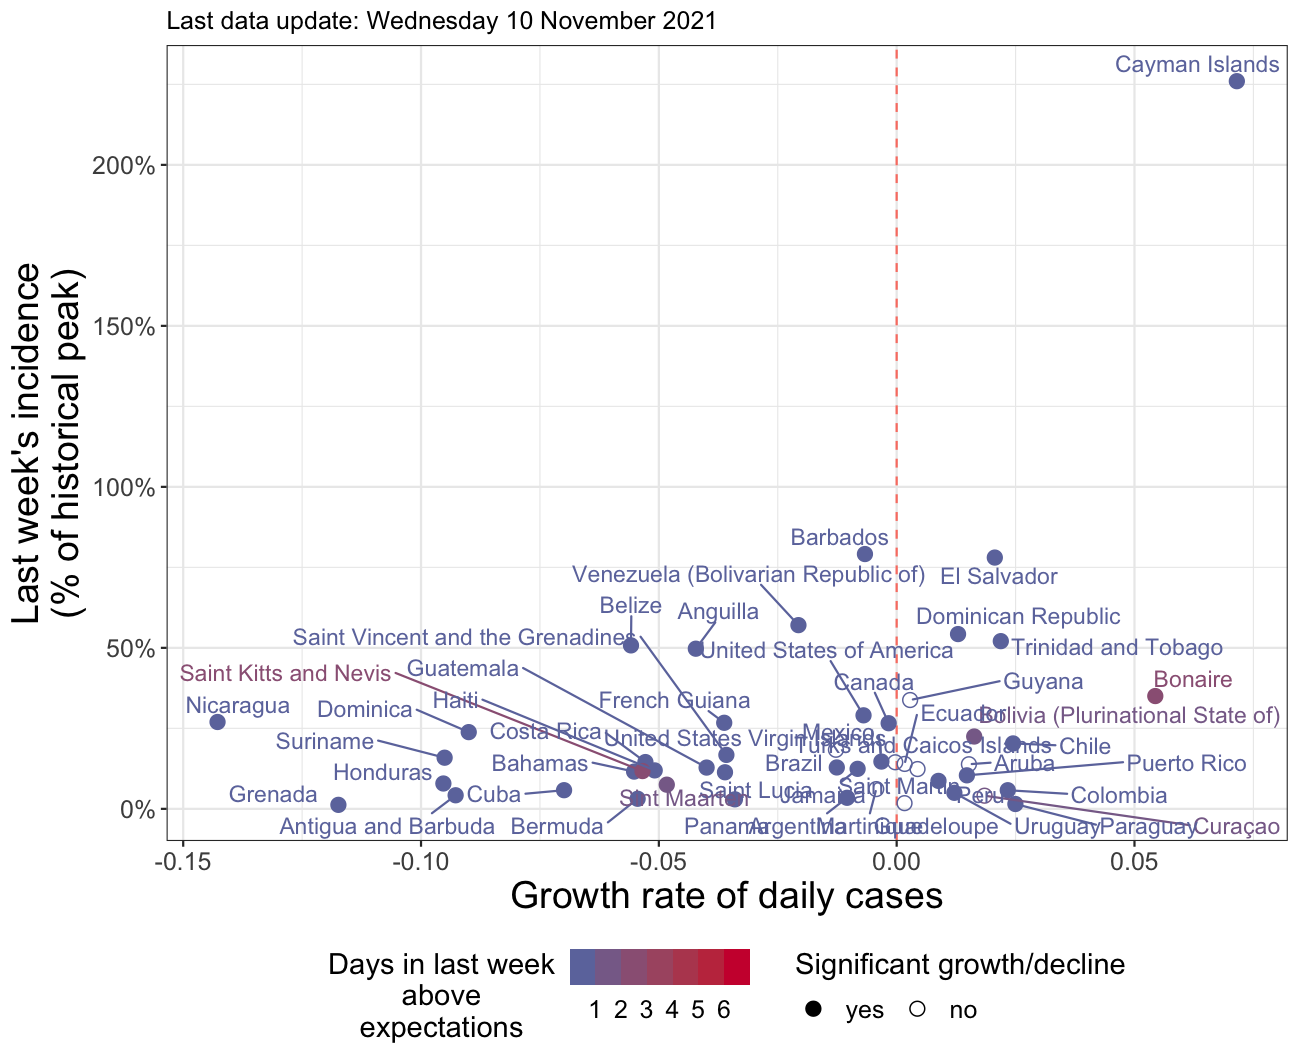 Last data update: Wednesday 10 November 2021
Cayman Islands
200%
150%
100%
50%
0%
Last week's incidence
(% of historical peak)
Barbados
Venezuela (Bolivarian Republic of)
El Salvador
Belize
Anguilla
Dominican Republic
Saint Vincent and the Grenadines
United States of America
Trinidad and Tobago
Saint Kitts and Nevis
Guatemala
Canada
Guyana
Bonaire
Nicaragua
Dominica
Haiti
French Guiana
Ecuador
Bolivia (Plurinational State of)
Suriname
Costa Rica
United States Virgin Islands
Mexico
Turks and Caicos Islands
Chile
Honduras
Bahamas
Brazil
Aruba
Puerto Rico
Grenada
Cuba
Sint Maarten
Saint Lucia
Jamaica
Saint Martin
Peru
Colombia
Antigua and Barbuda
Bermuda
Panama
Argentina
Martinique
Guadeloupe
Uruguay
Paraguay
Curaçao
-0.15
-0.10
-0.05
0.00
0.05
Growth rate of daily cases
Days in last week
above
expectations
1 2 3 4 5 6
Significant growth/decline
yes
no